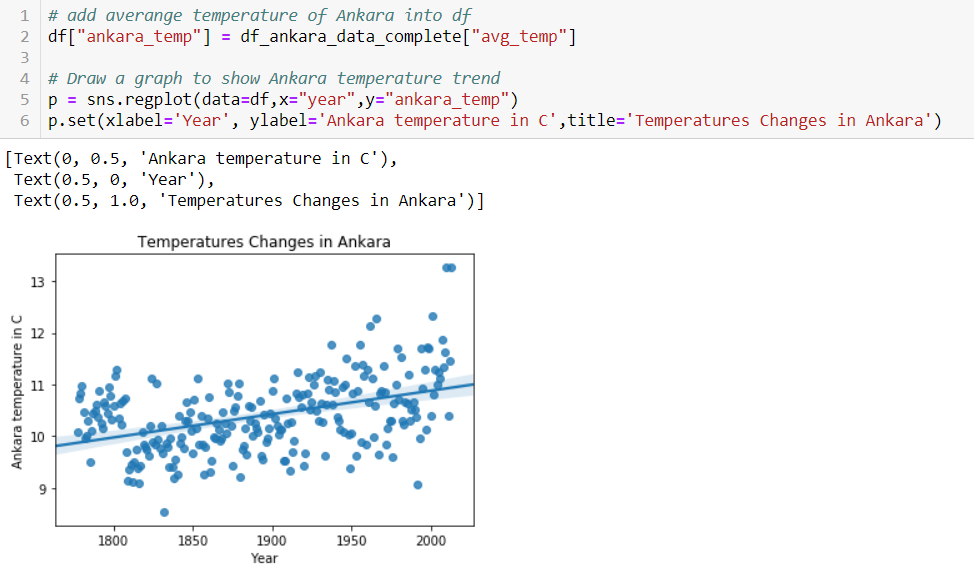 1 # add averange temperature of Ankara into df
2 df["ankara_temp"] = df_ankara_data_complete["avg_temp"]
3
4 # Draw a graph to show Ankara temperature trend
5 p = sns.regplot(data=df,x="year",y="ankara_temp")
6 p.set(xlabel='Year', ylabel='Ankara temperature in C',title='Temperatures Changes in Ankara')
[Text(0, 0.5, 'Ankara temperature in C'),
Text(0.5, 0, 'Year'),
Text(0.5, 1.0, 'Temperatures Changes in Ankara')]
Temperatures Changes in Ankara
Ankara temperature in C
13
12
11
10
9
1800 1850 1900 1950 2000
Year